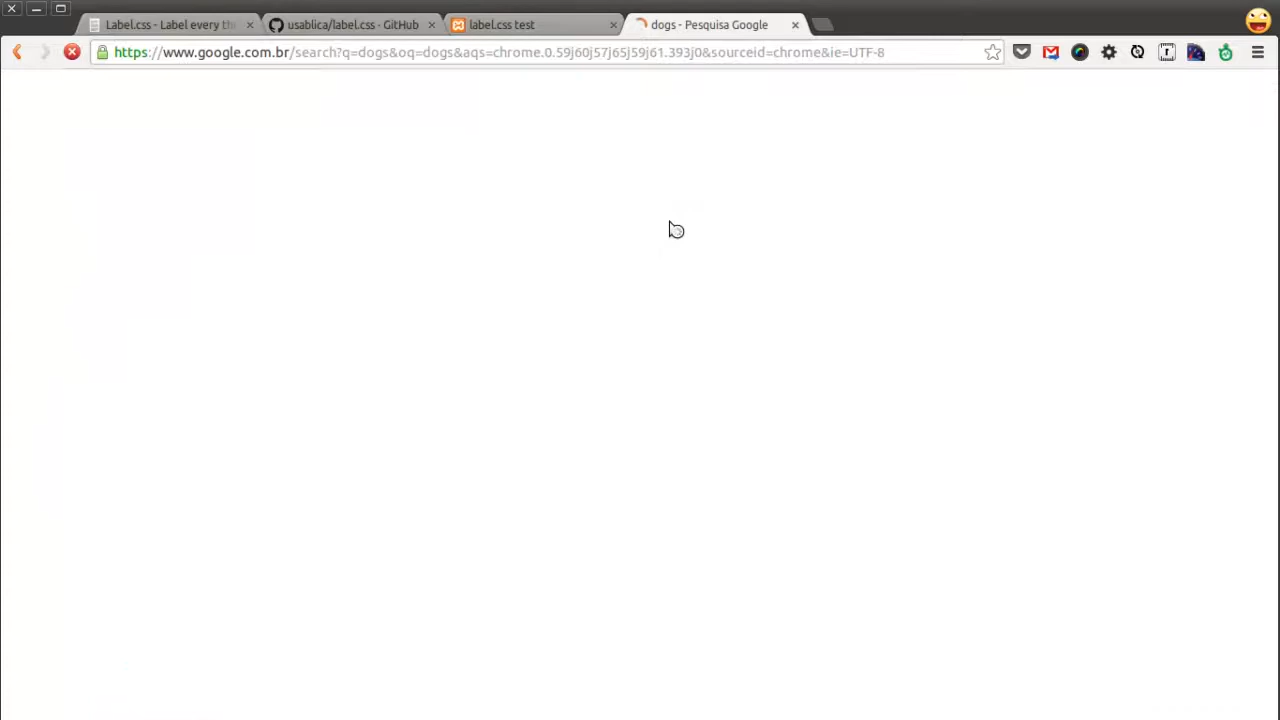 Label.css - Label every th
usablica/label.css · GitHub
label.css test
dogs - Pesquisa Google
https://www.google.com.br/search?q=dogs&oq=dogs&aqs=chrome.0.59j60j57j65j59j61.393j0&sourceid=chrome&ie=UTF-8